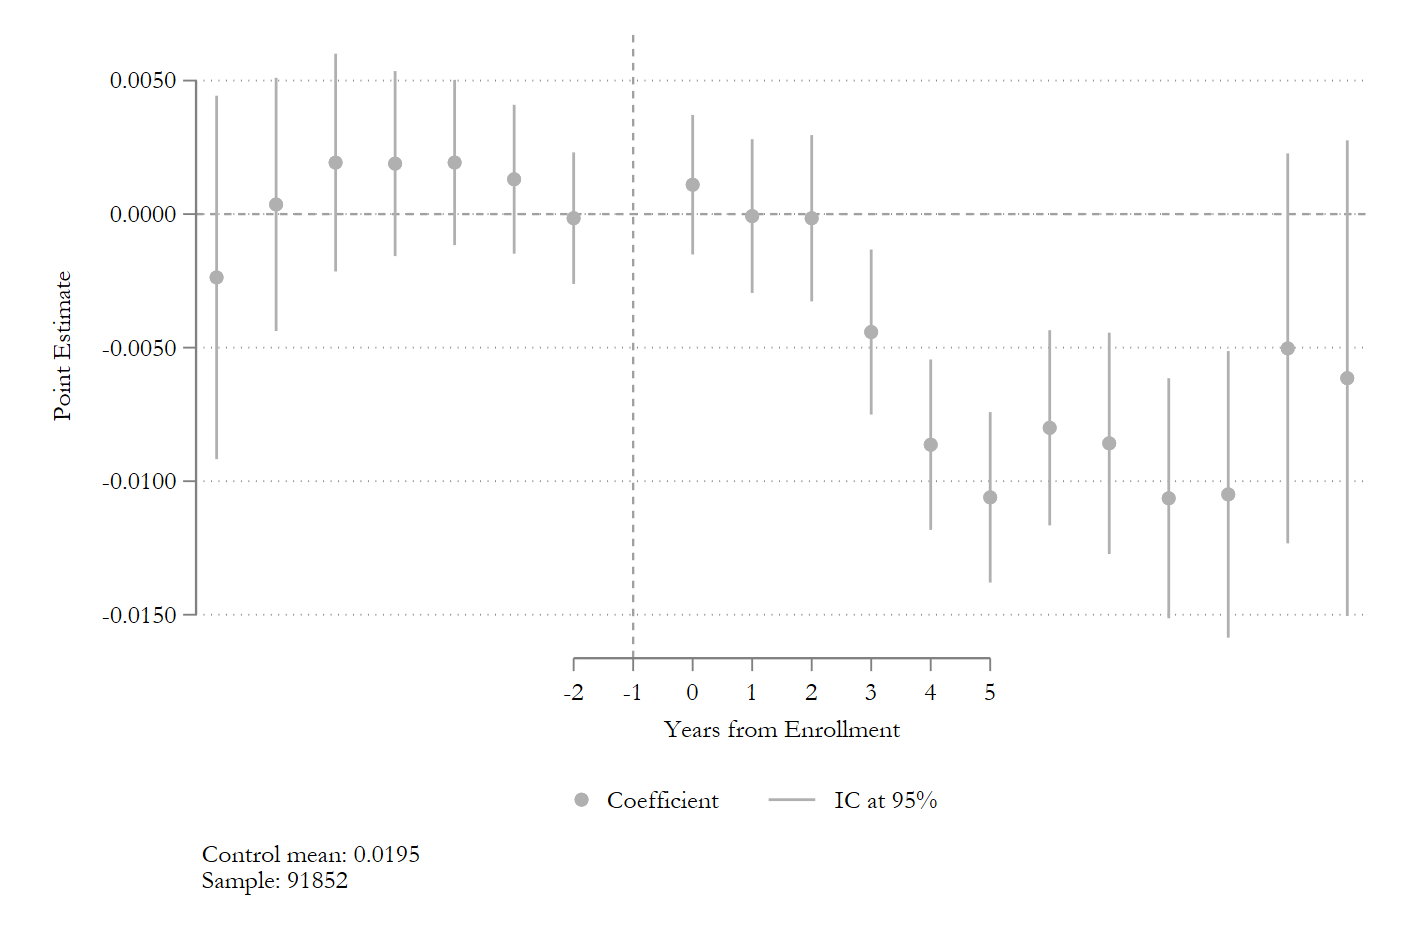 0.0050
0.0000
-0.0050
-0.0100
-0.0150
Point Estimate
-2 -1 0 1 2 3 4 5
Years from Enrollment
Coefficient IC at 95%
Control mean: 0.0195
Sample: 91852